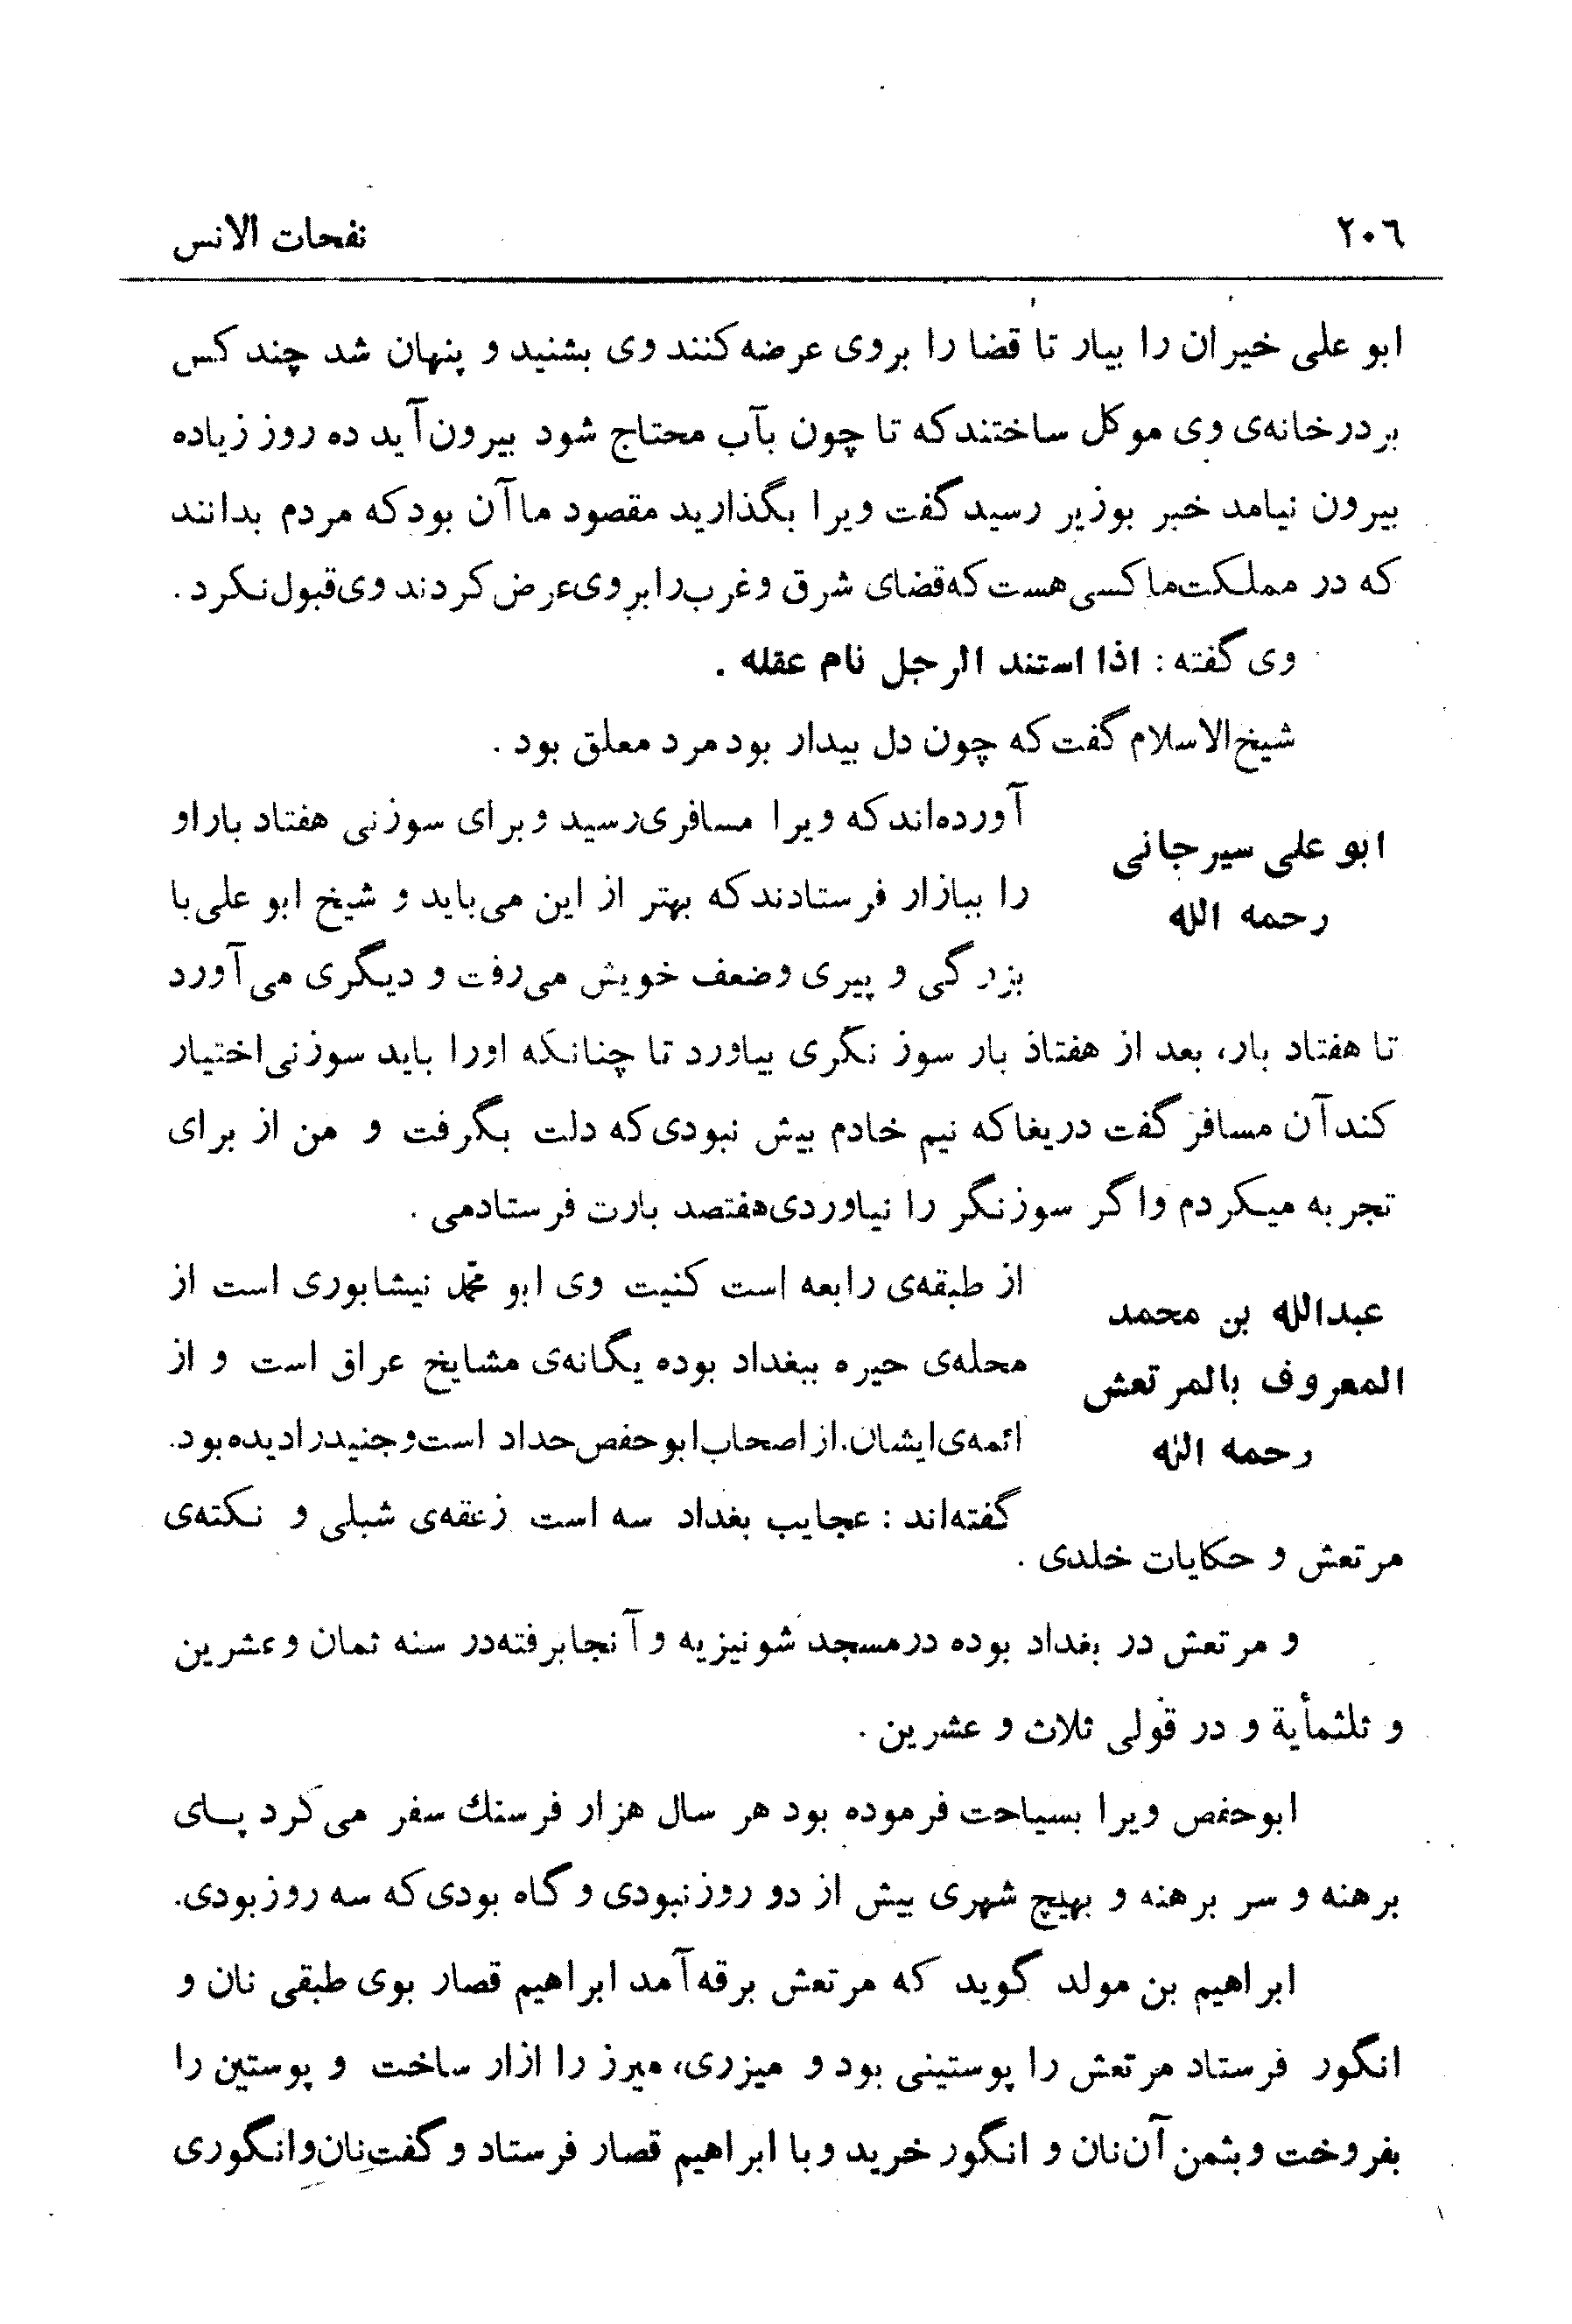 ٢٠٦ نفحات الانس
ابو علی خیران را بیار تا قضا را بروی عرضه کنند وی بشنید و پنهان شد چند کس
بر درخانه‌ی وی موکل ساختند که تا چون بآب محتاج شود بیرون آید ده روز زیاده
بیرون نیامد خبر بوزیر رسید گفت ویرا بگذارید مقصود ما آن بود که مردم بدانند
که در مملکت ما کسی هست که قضای شرق و غرب را بر وی عرض کردند وی قبول نکرد .
وی گفته : اذا استند الرجل نام عقله .
شیخ‌الاسلام گفت که چون دل بیدار بود مرد معلق بود .
ابو علی سیرجانی
رحمه الله
آورده‌اند که ویرا مسافری رسید و برای سوزنی هفتاد بار او
را ببازار فرستادند که بهتر از این می‌باید و شیخ ابو علی با
بزرگی و پیری وضعف خویش می‌رفت و دیگری می‌آورد
تا هفتاد بار، بعد از هفتاذ بار سوز نگری بیاورد تا چنانکه اورا باید سوزنی اختیار
کند آن مسافر گفت دریغا که نیم خادم بیش نبودی که دلت بگرفت و من از برای
تجربه میکردم واگر سوزنگر را نیاوردی هفتصد بارت فرستادمی .
عبدالله بن محمد
المعروف بالمرتعش
رحمه الله
از طبقه‌ی رابعه است کنیت وی ابو محمّد نیشابوری است از
محله‌ی حیره ببغداد بوده یگانه‌ی مشایخ عراق است و از
ائمه‌ی ایشان. از اصحاب ابو حفص حداد است و جنید را دیده بود.
گفته‌اند : عجایب بغداد سه است زعقه‌ی شبلی و نکته‌ی
مرتعش و حکایات خلدی .
و مرتعش در بغداد بوده درمسجد شونیزیه و آنجا برفته در سنه ثمان وعشرین
و ثلثمأیة و در قولی ثلاث و عشرین .
ابوحفص ویرا بسیاحت فرموده بود هر سال هزار فرسنك سفر می‌کرد پـای
برهنه و سر برهنه و بهیچ شهری بیش از دو روز نبودی و گاه بودی که سه روز بودی.
ابراهیم بن مولد گوید که مرتعش برقه آمد ابراهیم قصار بوی طبقی نان و
انگور فرستاد مرتعش را پوستینی بود و میزری، میرز را ازار ساخت و پوستین را
بفروخت وبثمن آن نان و انگور خرید و با ابراهیم قصار فرستاد و گفت نان وانگوری